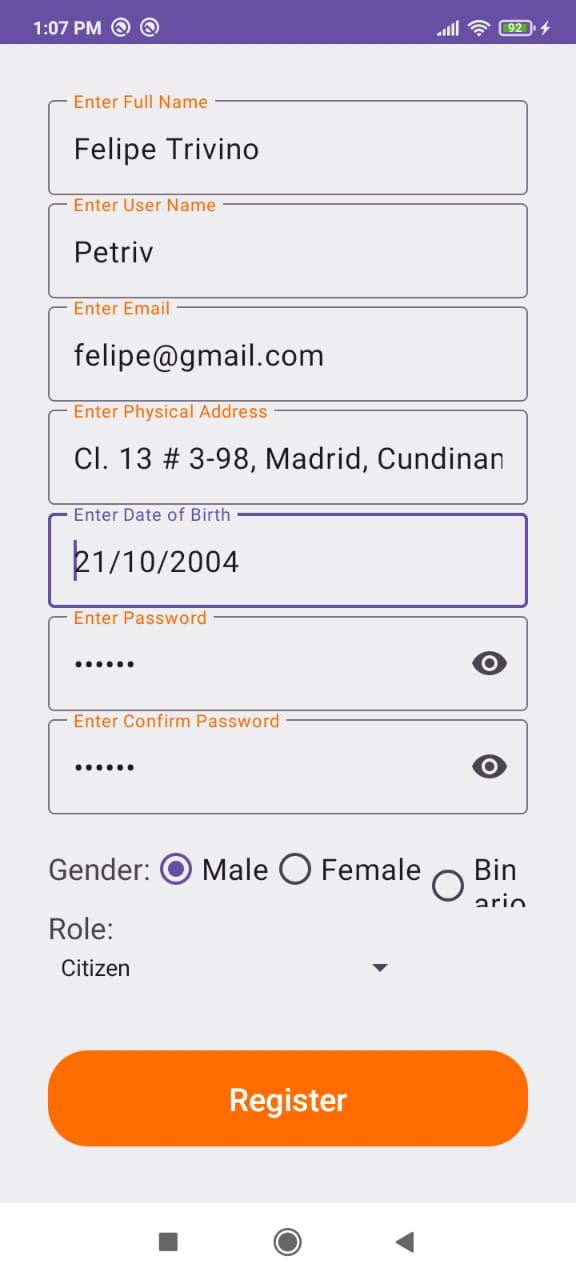 1:07 PM
92
Enter Full Name
Felipe Trivino
Enter User Name
Petriv
Enter Email
felipe@gmail.com
Enter Physical Address
Cl. 13 # 3-98, Madrid, Cundinan
Enter Date of Birth
21/10/2004
Enter Password
••••••
Enter Confirm Password
••••••
Gender: Male Female Bin
ario
Role:
Citizen
Register